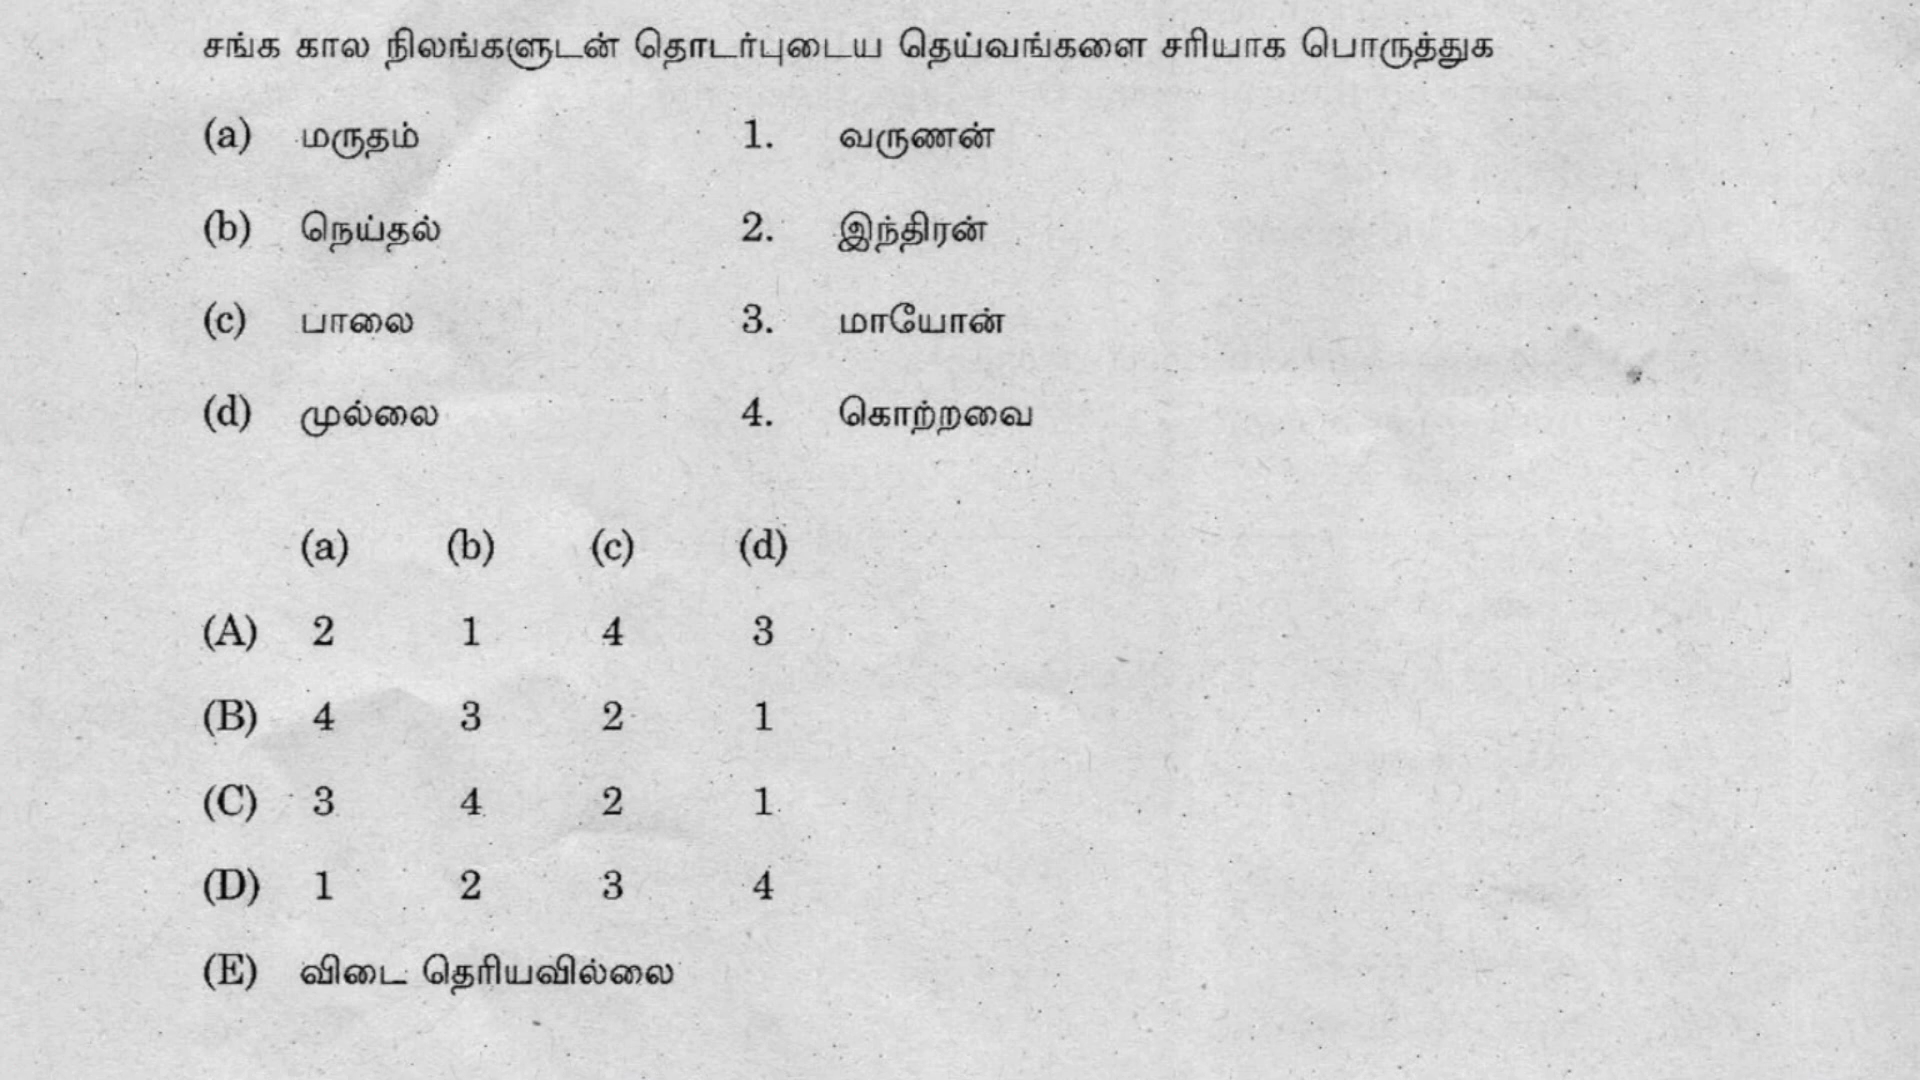 சங்க கால நிலங்களுடன் தொடர்புடைய தெய்வங்களை சரியாக பொருத்துக
(a) மருதம் 1. வருணன்
(b) நெய்தல் 2. இந்திரன்
(c) பாலை 3. மாயோன்
(d) முல்லை 4. கொற்றவை
(a) (b) (c) (d)
(A) 2 1 4 3
(B) 4 3 2 1
(C) 3 4 2 1
(D) 1 2 3 4
(E) விடை தெரியவில்லை